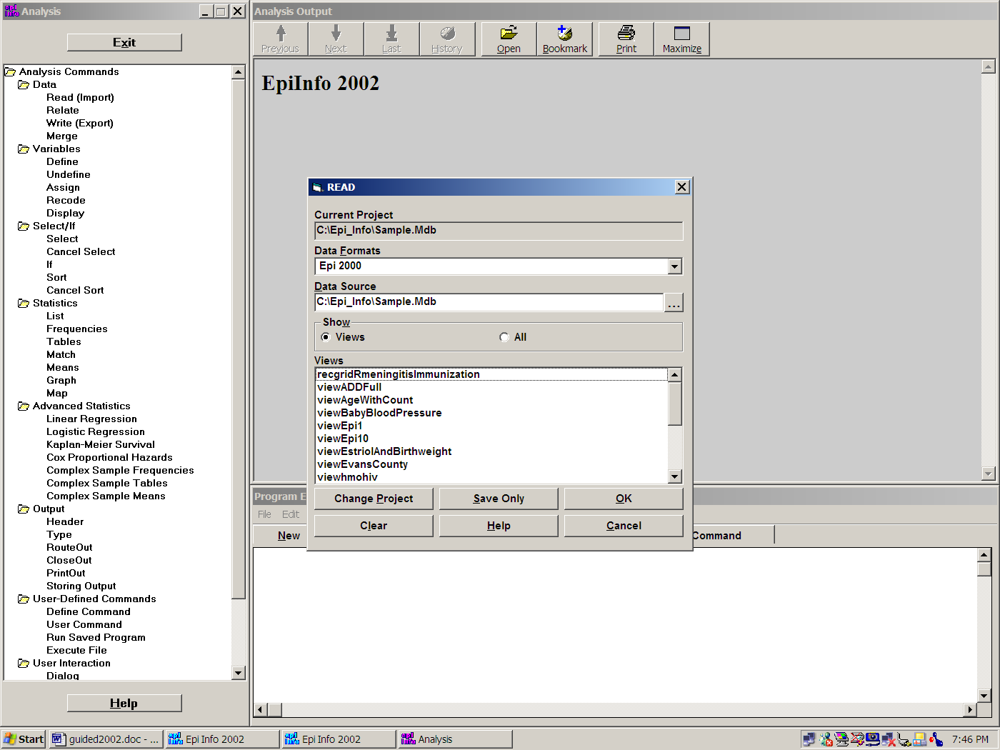 Analysis
Exit
Analysis Commands
Data
Read (Import)
Relate
Write (Export)
Merge
Variables
Define
Undefine
Assign
Recode
Display
Select/If
Select
Cancel Select
If
Sort
Cancel Sort
Statistics
List
Frequencies
Tables
Match
Means
Graph
Map
Advanced Statistics
Linear Regression
Logistic Regression
Kaplan-Meier Survival
Cox Proportional Hazards
Complex Sample Frequencies
Complex Sample Tables
Complex Sample Means
Output
Header
Type
RouteOut
CloseOut
PrintOut
Storing Output
User-Defined Commands
Define Command
User Command
Run Saved Program
Execute File
User Interaction
Dialog
Help
Analysis Output
Previous Next Last History Open Bookmark Print Maximize
EpiInfo 2002
READ
Current Project
C:\Epi_Info\Sample.Mdb
Data Formats
Epi 2000
Data Source
C:\Epi_Info\Sample.Mdb
...
Show
Views All
Views
recgridRmeningitisImmunization
viewADDFull
viewAgeWithCount
viewBabyBloodPressure
viewEpi1
viewEpi10
viewEstriolAndBirthweight
viewEvansCounty
viewhmohiv
Change Project Save Only OK
Clear Help Cancel
Program E
File Edit
New Command
Start guided2002.doc - ... Epi Info 2002 Epi Info 2002 Analysis 7:46 PM